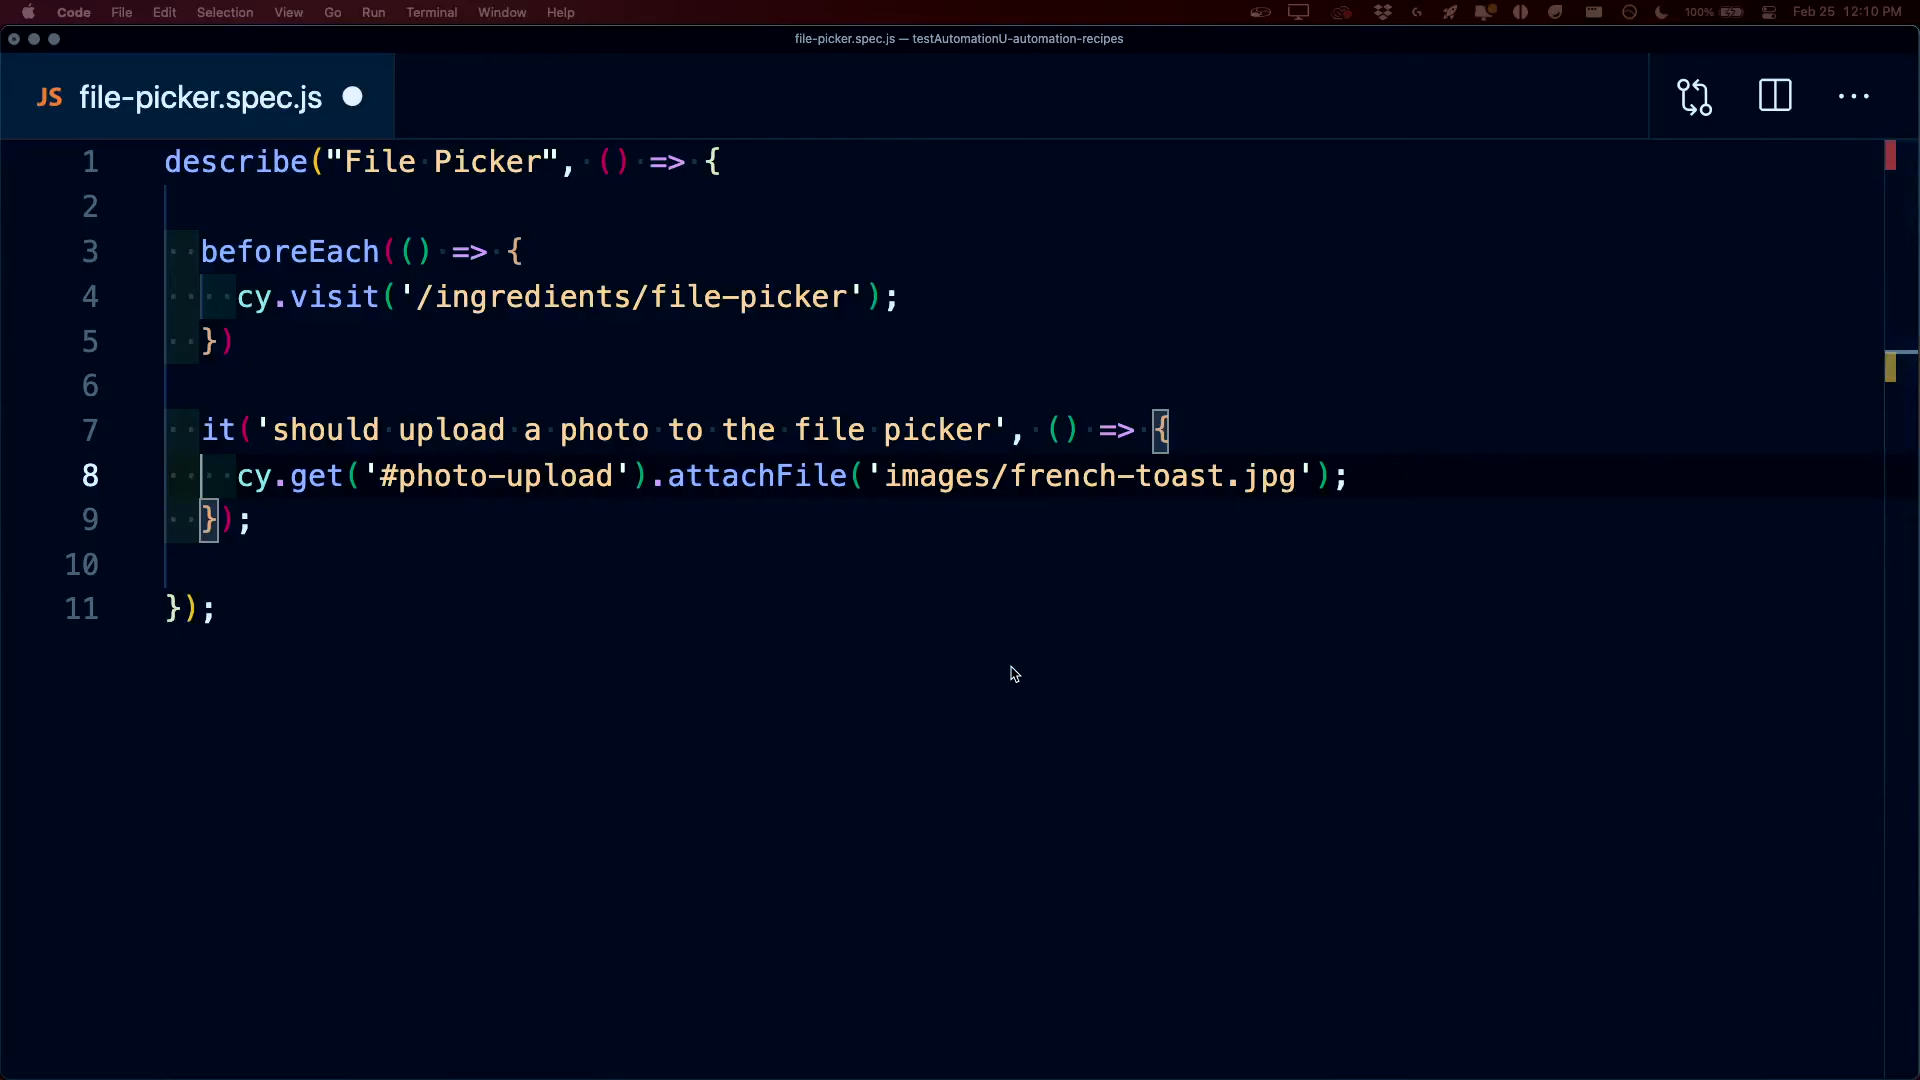 Code File Edit Selection View Go Run Terminal Window Help 100% Feb 25 12:10 PM
file-picker.spec.js — testAutomationU-automation-recipes
JS file-picker.spec.js
1 describe("File Picker", () => {
2
3 beforeEach(() => {
4 cy.visit('/ingredients/file-picker');
5 })
6
7 it('should upload a photo to the file picker', () => {
8 cy.get('#photo-upload').attachFile('images/french-toast.jpg');
9 });
10
11 });